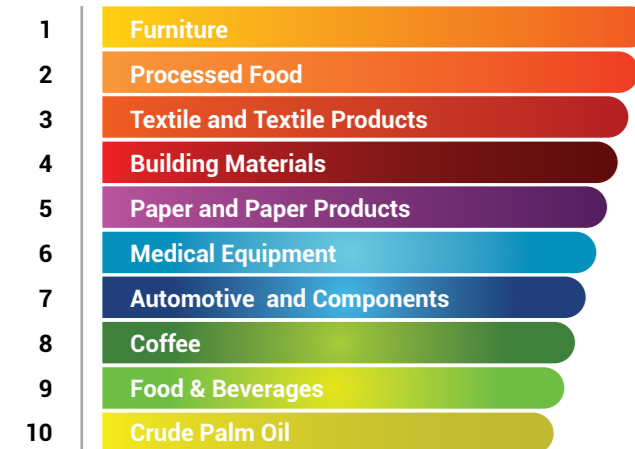 1 Furniture
2 Processed Food
3 Textile and Textile Products
4 Building Materials
5 Paper and Paper Products
6 Medical Equipment
7 Automotive and Components
8 Coffee
9 Food & Beverages
10 Crude Palm Oil